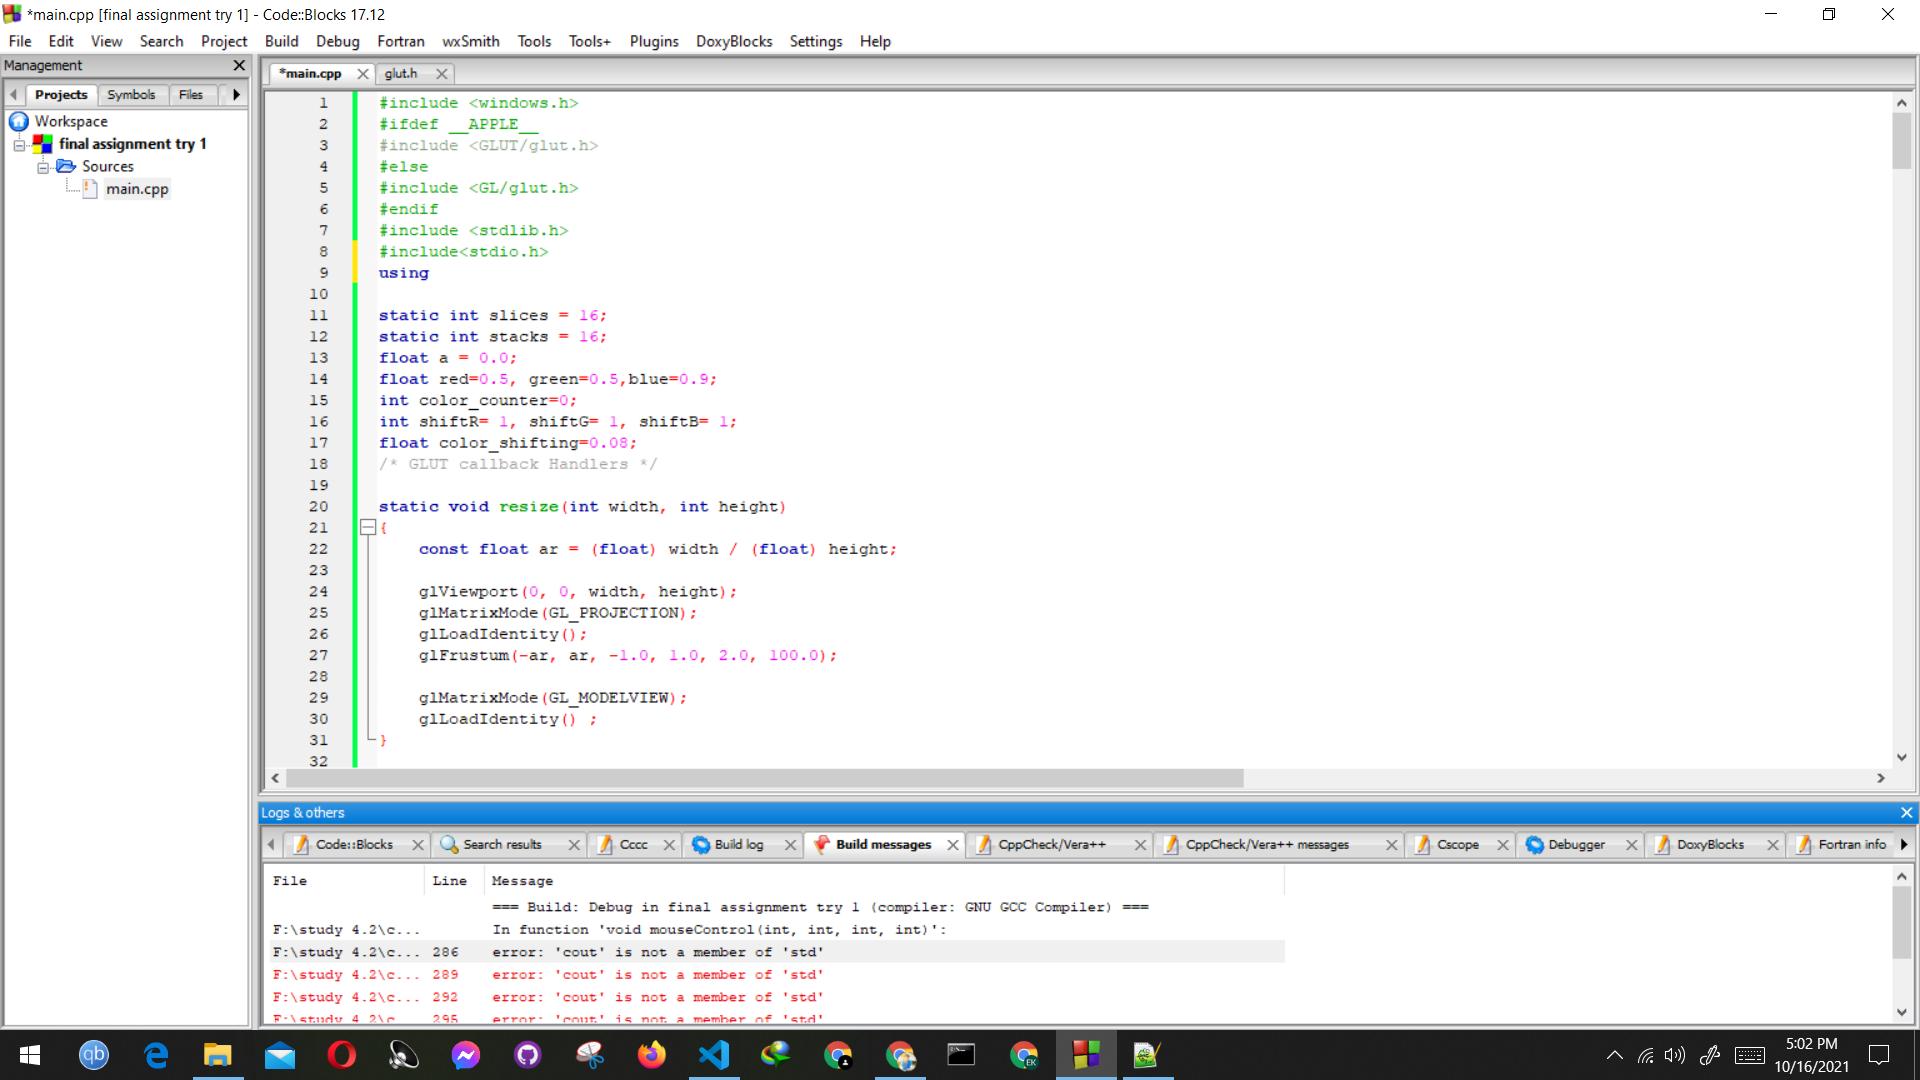 *main.cpp [final assignment try 1] - Code::Blocks 17.12
File Edit View Search Project Build Debug Fortran wxSmith Tools Tools+ Plugins DoxyBlocks Settings Help
Management
Projects Symbols Files
Workspace
final assignment try 1
Sources
main.cpp
*main.cpp glut.h
1 #include <windows.h>
2 #ifdef __APPLE__
3 #include <GLUT/glut.h>
4 #else
5 #include <GL/glut.h>
6 #endif
7 #include <stdlib.h>
8 #include<stdio.h>
9 using
10
11 static int slices = 16;
12 static int stacks = 16;
13 float a = 0.0;
14 float red=0.5, green=0.5,blue=0.9;
15 int color_counter=0;
16 int shiftR= 1, shiftG= 1, shiftB= 1;
17 float color_shifting=0.08;
18 /* GLUT callback Handlers */
19
20 static void resize(int width, int height)
21 {
22 const float ar = (float) width / (float) height;
23
24 glViewport(0, 0, width, height);
25 glMatrixMode(GL_PROJECTION);
26 glLoadIdentity();
27 glFrustum(-ar, ar, -1.0, 1.0, 2.0, 100.0);
28
29 glMatrixMode(GL_MODELVIEW);
30 glLoadIdentity() ;
31 }
32
Logs & others
Code::Blocks Search results Cccc Build log Build messages CppCheck/Vera++ CppCheck/Vera++ messages Cscope Debugger DoxyBlocks Fortran info
File Line Message
=== Build: Debug in final assignment try 1 (compiler: GNU GCC Compiler) ===
F:\study 4.2\c... In function 'void mouseControl(int, int, int, int)':
F:\study 4.2\c... 286 error: 'cout' is not a member of 'std'
F:\study 4.2\c... 289 error: 'cout' is not a member of 'std'
F:\study 4.2\c... 292 error: 'cout' is not a member of 'std'
F:\study 4.2\c... 295 error: 'cout' is not a member of 'std'
qb
EK
5:02 PM
10/16/2021